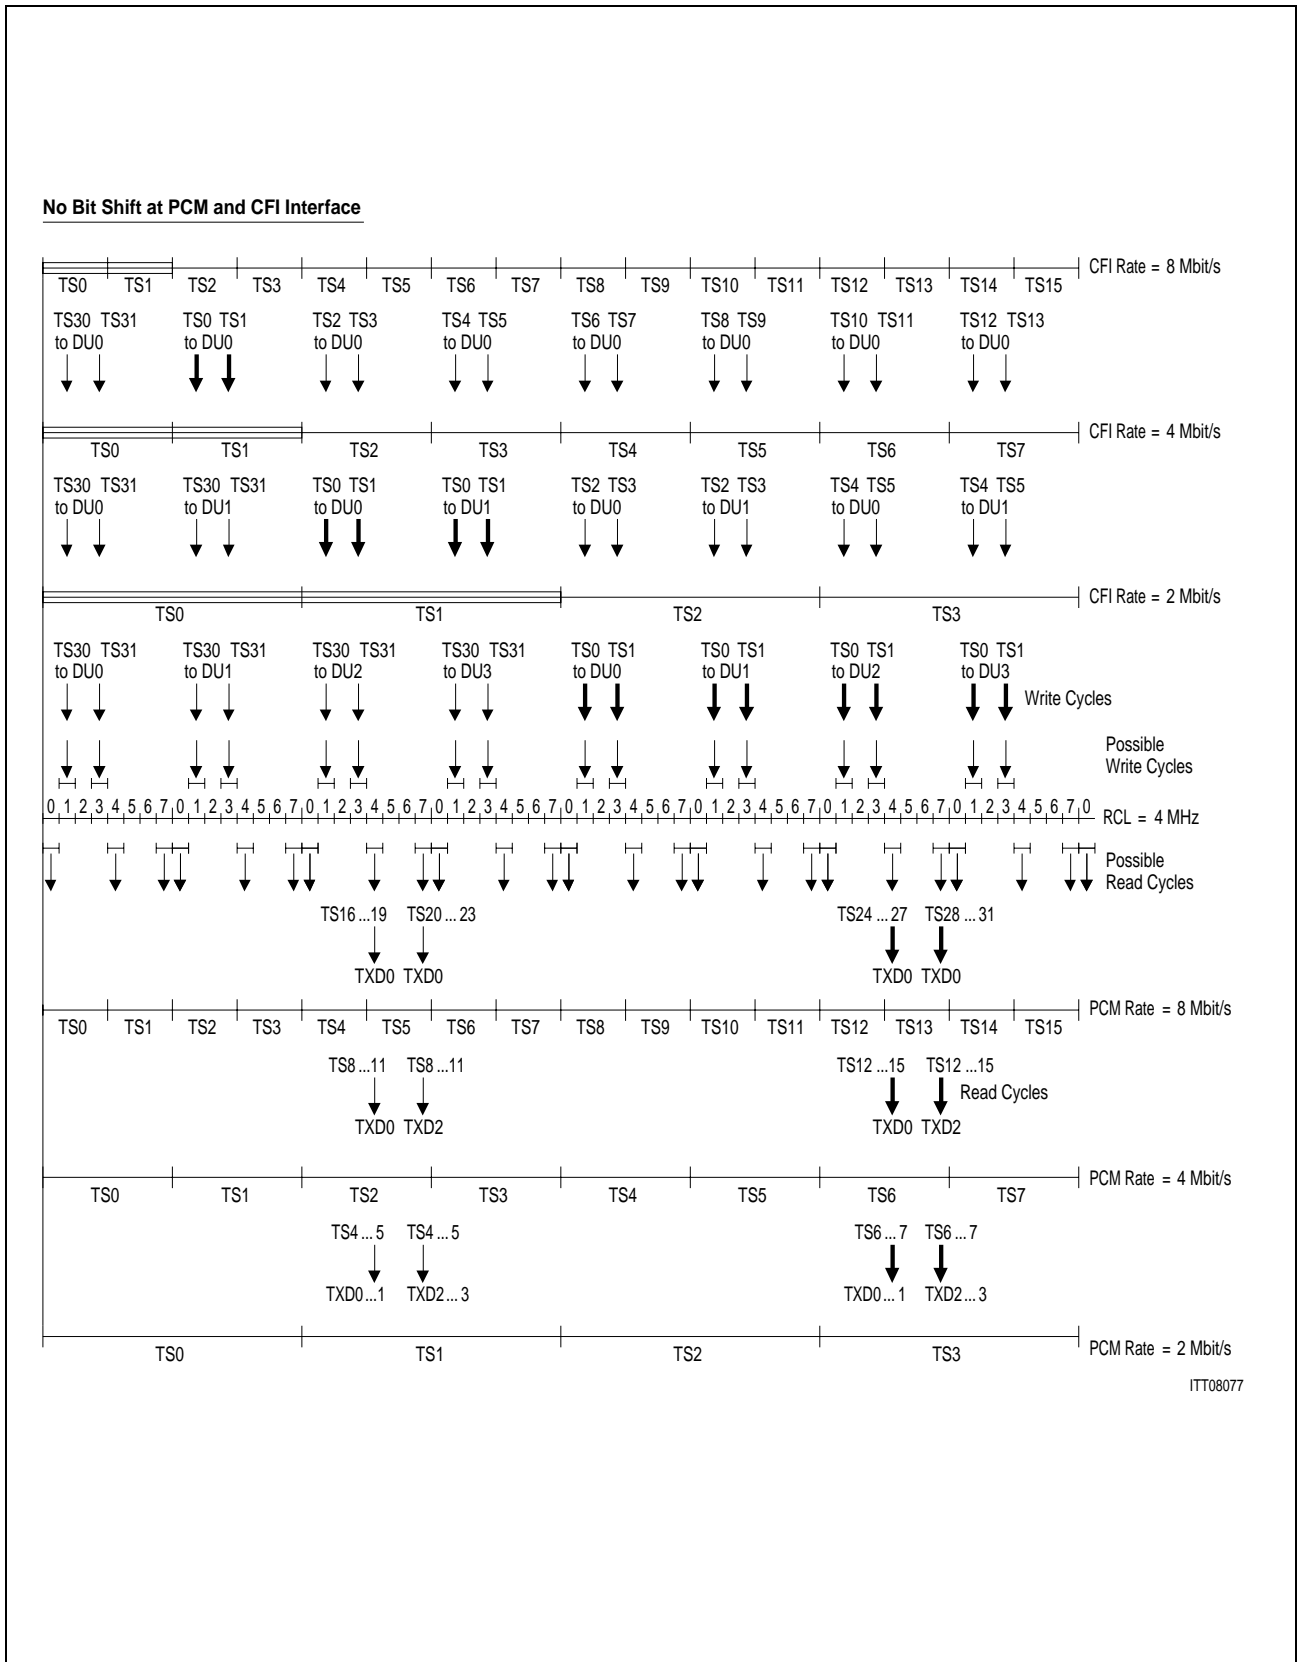 No Bit Shift at PCM and CFI Interface
CFI Rate = 8 Mbit/s
TS0 TS1 TS2 TS3 TS4 TS5 TS6 TS7 TS8 TS9 TS10 TS11 TS12 TS13 TS14 TS15
TS30 TS31 TS0 TS1 TS2 TS3 TS4 TS5 TS6 TS7 TS8 TS9 TS10 TS11 TS12 TS13
to DU0 to DU0 to DU0 to DU0 to DU0 to DU0 to DU0 to DU0
CFI Rate = 4 Mbit/s
TS0 TS1 TS2 TS3 TS4 TS5 TS6 TS7
TS30 TS31 TS30 TS31 TS0 TS1 TS0 TS1 TS2 TS3 TS2 TS3 TS4 TS5 TS4 TS5
to DU0 to DU1 to DU0 to DU1 to DU0 to DU1 to DU0 to DU1
CFI Rate = 2 Mbit/s
TS0 TS1 TS2 TS3
TS30 TS31 TS30 TS31 TS30 TS31 TS30 TS31 TS0 TS1 TS0 TS1 TS0 TS1 TS0 TS1
to DU0 to DU1 to DU2 to DU3 to DU0 to DU1 to DU2 to DU3
Write Cycles
Possible
Write Cycles
0 1 2 3 4 5 6 7 0 1 2 3 4 5 6 7 0 1 2 3 4 5 6 7 0 1 2 3 4 5 6 7 0 1 2 3 4 5 6 7 0 1 2 3 4 5 6 7 0 1 2 3 4 5 6 7 0 1 2 3 4 5 6 7 0
RCL = 4 MHz
Possible
Read Cycles
TS16 ...19 TS20 ... 23 TS24 ... 27 TS28 ... 31
TXD0 TXD0 TXD0 TXD0
PCM Rate = 8 Mbit/s
TS0 TS1 TS2 TS3 TS4 TS5 TS6 TS7 TS8 TS9 TS10 TS11 TS12 TS13 TS14 TS15
TS8 ...11 TS8 ...11 TS12 ...15 TS12 ...15
Read Cycles
TXD0 TXD2 TXD0 TXD2
PCM Rate = 4 Mbit/s
TS0 TS1 TS2 TS3 TS4 TS5 TS6 TS7
TS4 ... 5 TS4 ... 5 TS6 ... 7 TS6 ... 7
TXD0...1 TXD2... 3 TXD0... 1 TXD2... 3
PCM Rate = 2 Mbit/s
TS0 TS1 TS2 TS3
ITT08077